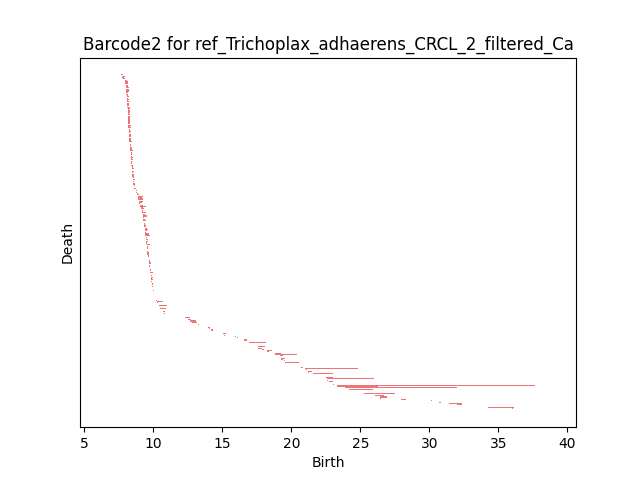 Barcode2 for ref_Trichoplax_adhaerens_CRCL_2_filtered_Ca
Death
5 10 15 20 25 30 35 40
Birth